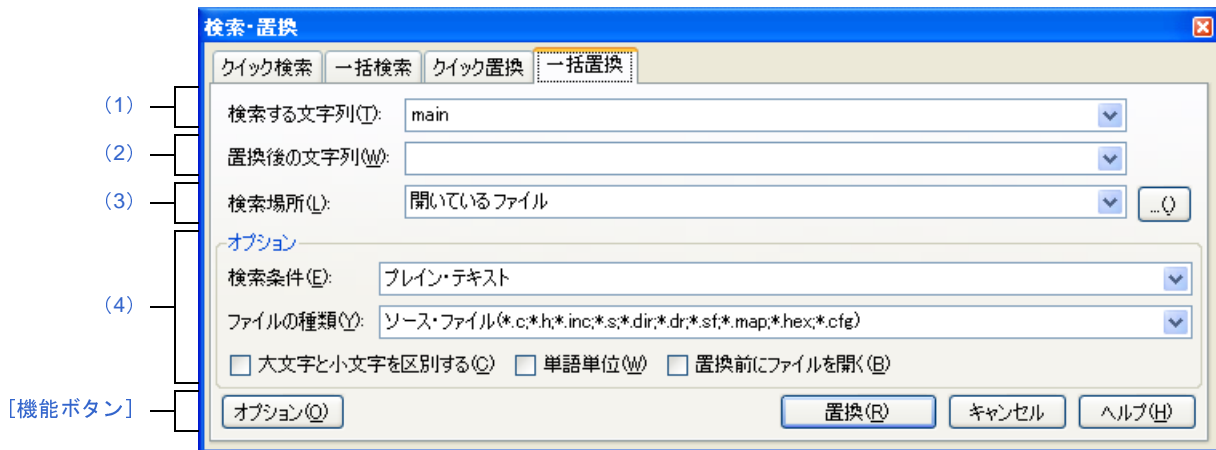 検索・置換
クイック検索 一括検索 クイック置換 一括置換
(1) 検索する文字列(T): main
(2) 置換後の文字列(W):
(3) 検索場所(L): 開いているファイル ...()
オプション
検索条件(E): プレイン・テキスト
(4) ファイルの種類(Y): ソース・ファイル(*.c;*.h;*.inc;*.s;*.dir;*.dr;*.sf;*.map;*.hex;*.cfg)
大文字と小文字を区別する(C) 単語単位(W) 置換前にファイルを開く(B)
[機能ボタン] オプション(O) 置換(R) キャンセル ヘルプ(H)